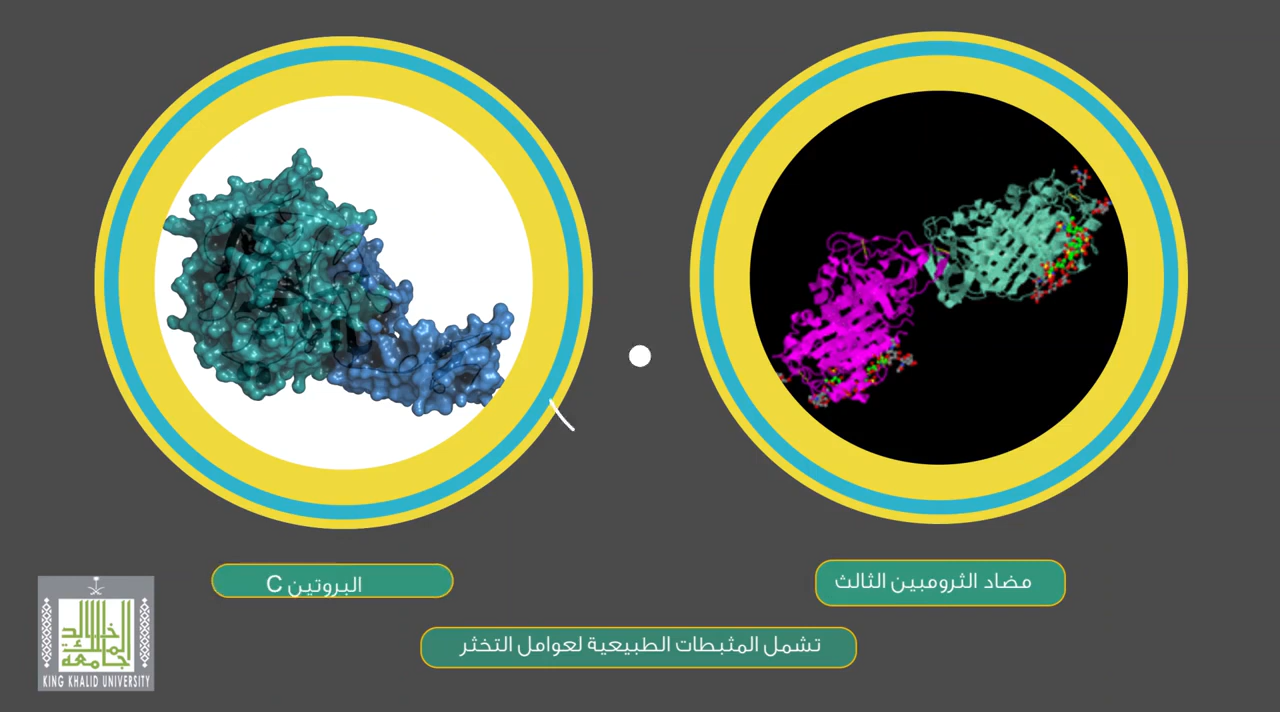 مضاد الثرومبين الثالث
البروتين C
تشمل المثبطات الطبيعية لعوامل التخثر
جامعة الملك خالد
KING KHALID UNIVERSITY